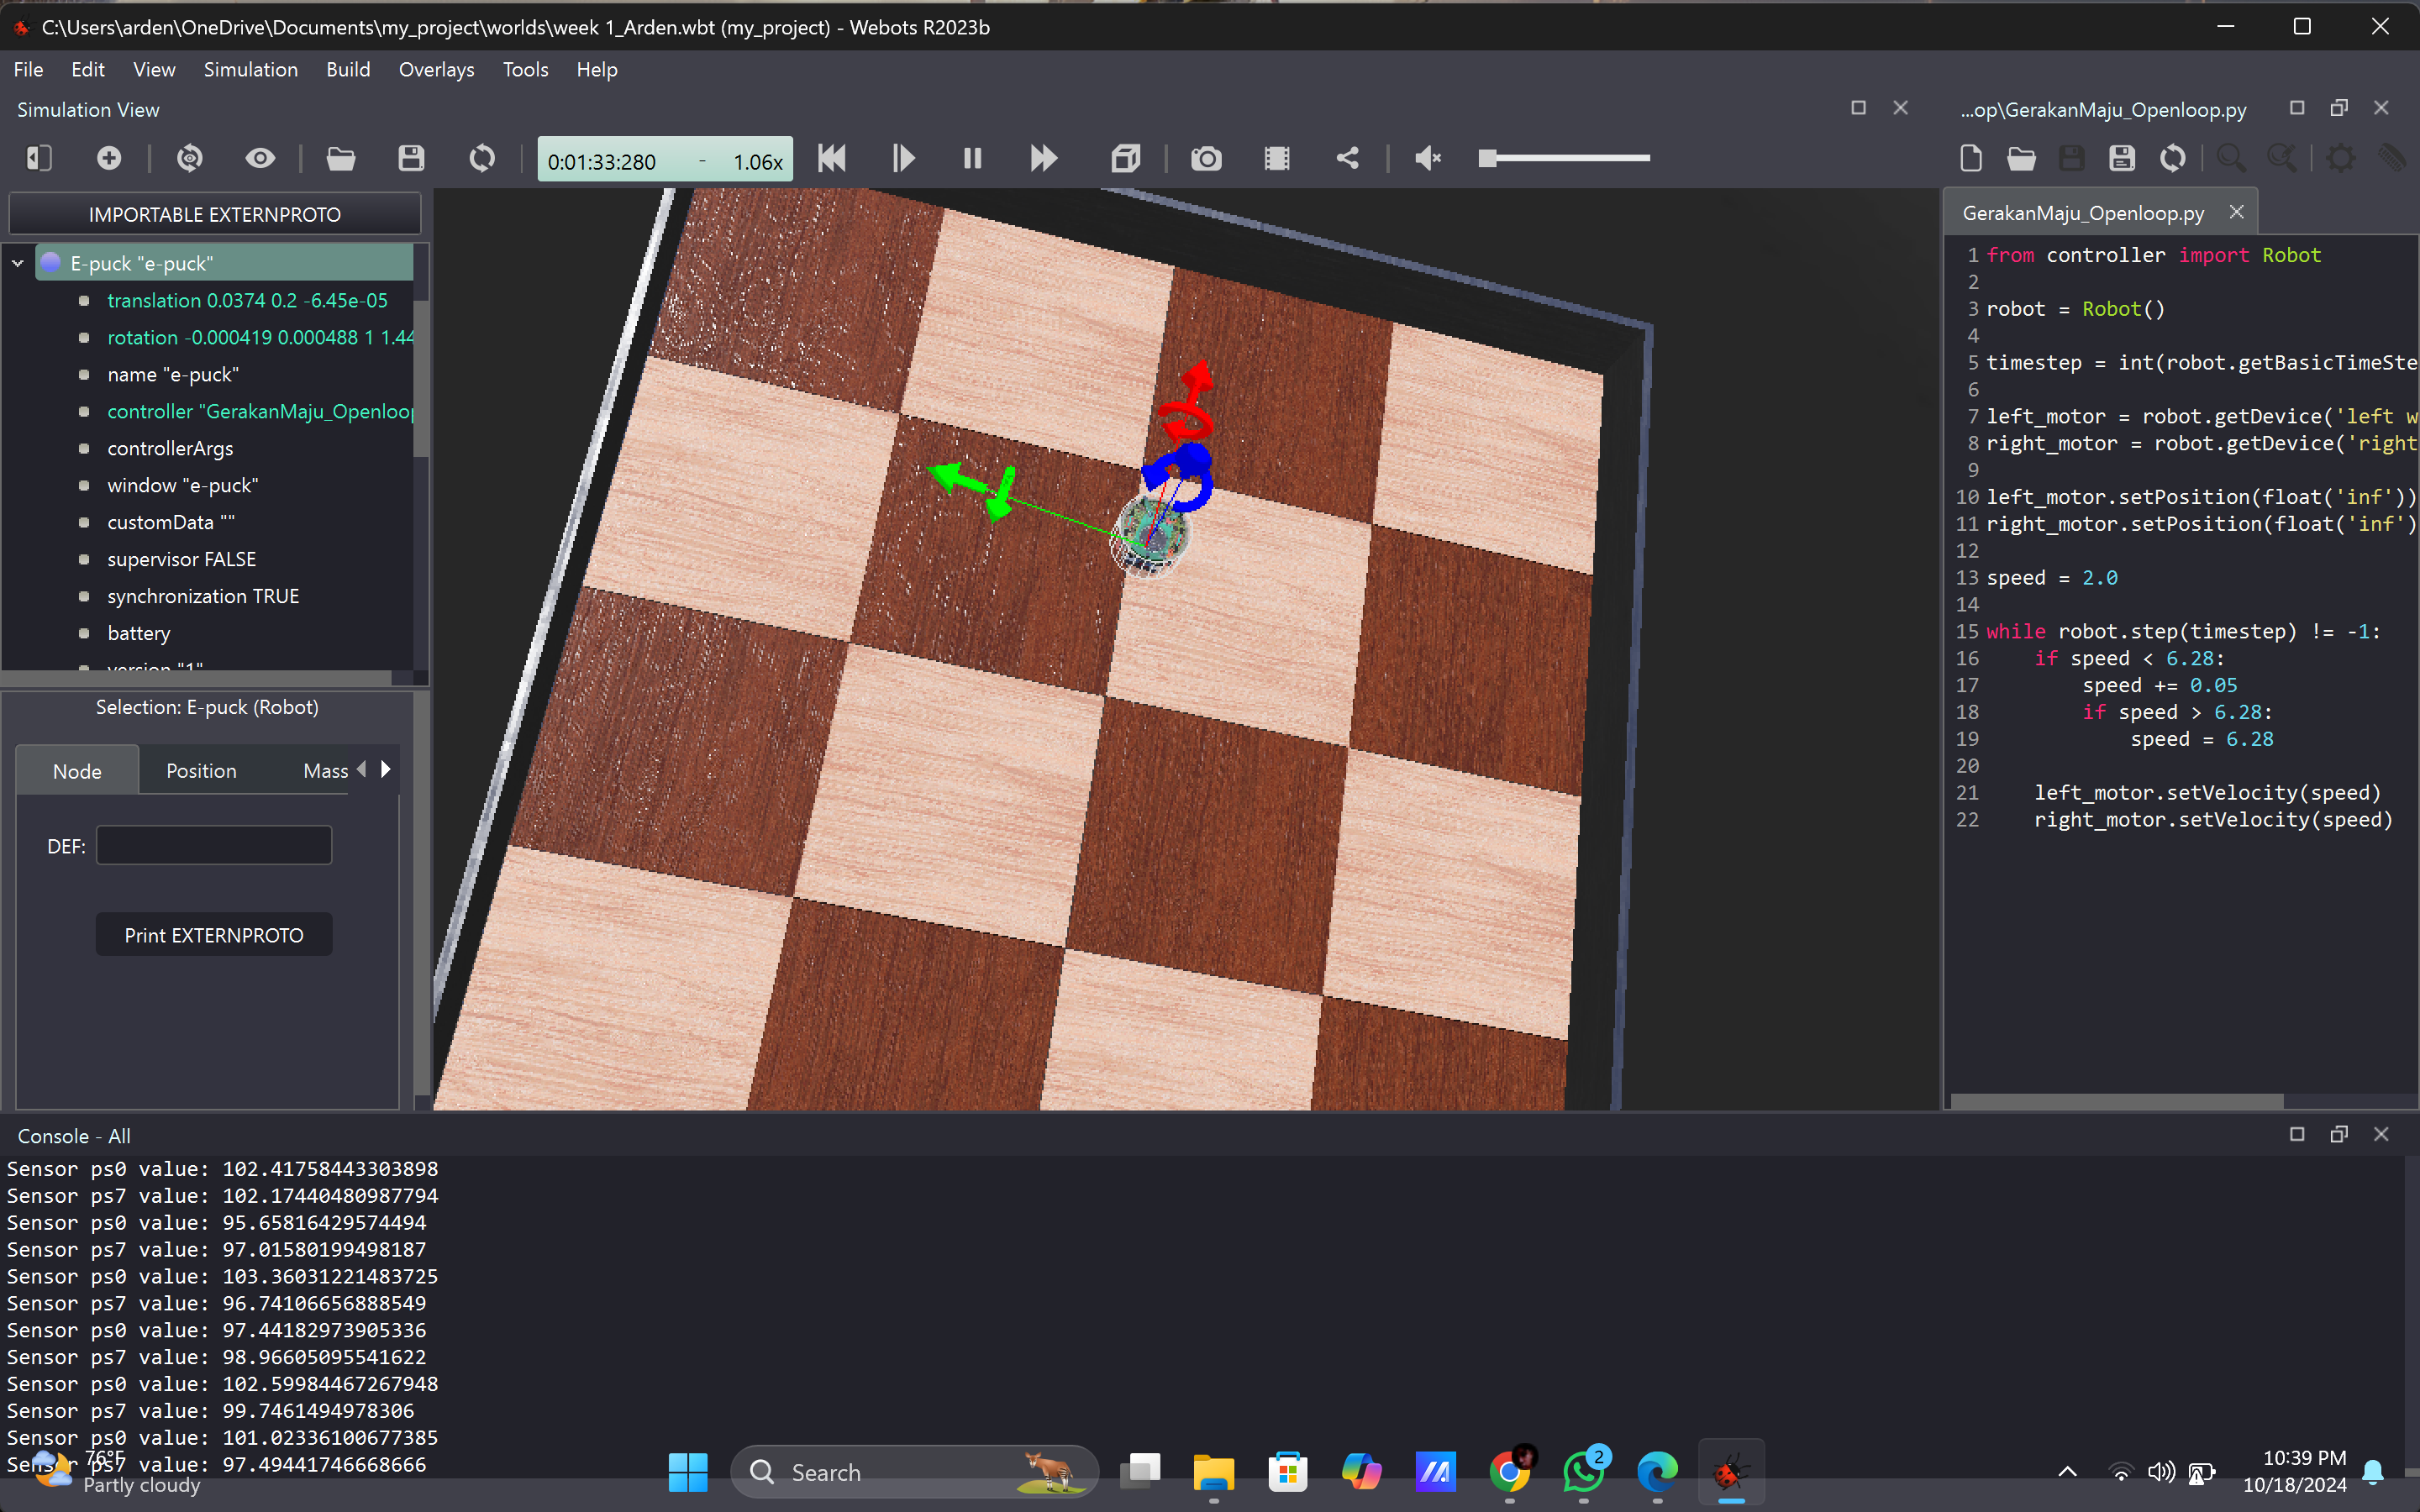 C:\Users\arden\OneDrive\Documents\my_project\worlds\week 1_Arden.wbt (my_project) - Webots R2023b
File Edit View Simulation Build Overlays Tools Help
Simulation View
...op\GerakanMaju_Openloop.py
0:01:33:280 - 1.06x
IMPORTABLE EXTERNPROTO
E-puck "e-puck"
translation 0.0374 0.2 -6.45e-05
rotation -0.000419 0.000488 1 1.44
name "e-puck"
controller "GerakanMaju_Openloop
controllerArgs
window "e-puck"
customData ""
supervisor FALSE
synchronization TRUE
battery
version "1"
Selection: E-puck (Robot)
Node Position Mass
DEF:
Print EXTERNPROTO
GerakanMaju_Openloop.py
1 from controller import Robot
2
3 robot = Robot()
4
5 timestep = int(robot.getBasicTimeSte
6
7 left_motor = robot.getDevice('left w
8 right_motor = robot.getDevice('right
9
10 left_motor.setPosition(float('inf'))
11 right_motor.setPosition(float('inf')
12
13 speed = 2.0
14
15 while robot.step(timestep) != -1:
16 if speed < 6.28:
17 speed += 0.05
18 if speed > 6.28:
19 speed = 6.28
20
21 left_motor.setVelocity(speed)
22 right_motor.setVelocity(speed)
Console - All
Sensor ps0 value: 102.41758443303898
Sensor ps7 value: 102.17440480987794
Sensor ps0 value: 95.65816429574494
Sensor ps7 value: 97.01580199498187
Sensor ps0 value: 103.36031221483725
Sensor ps7 value: 96.74106656888549
Sensor ps0 value: 97.44182973905336
Sensor ps7 value: 98.96605095541622
Sensor ps0 value: 102.59984467267948
Sensor ps7 value: 99.7461494978306
Sensor ps0 value: 101.02336100677385
Sensor ps7 value: 97.49441746668666
76°F
Partly cloudy
Search
2
10:39 PM
10/18/2024